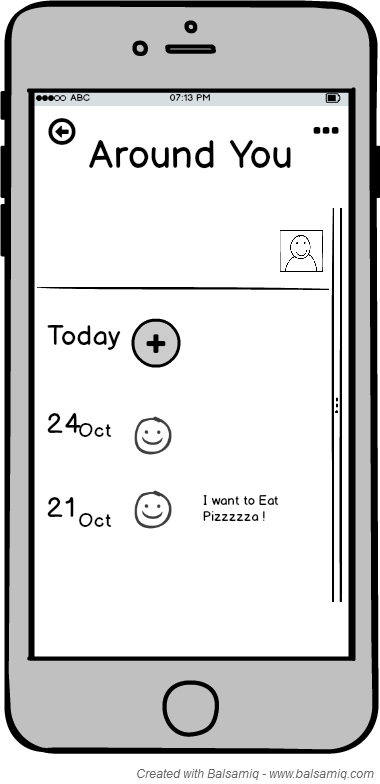 ABC 07:13 PM
Around You
Today
24 Oct
21 Oct
I want to Eat
Pizzzzza !
Created with Balsamiq - www.balsamiq.com